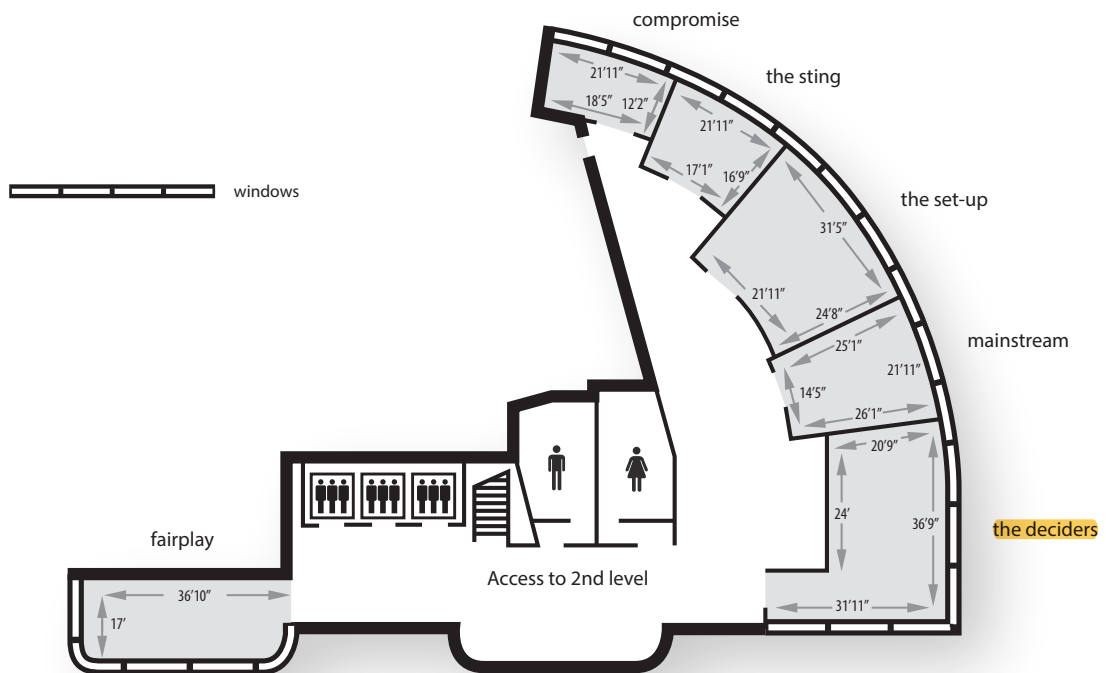 compromise
the sting
21’11”
18’5”
12’2”
21’11”
17’1”
16’9”
windows
the set-up
31’5”
21’11”
24’8”
mainstream
25’1”
21’11”
14’5”
26’1”
20’9”
24’
36’9”
the deciders
fairplay
Access to 2nd level
36’10”
17’
31’11”